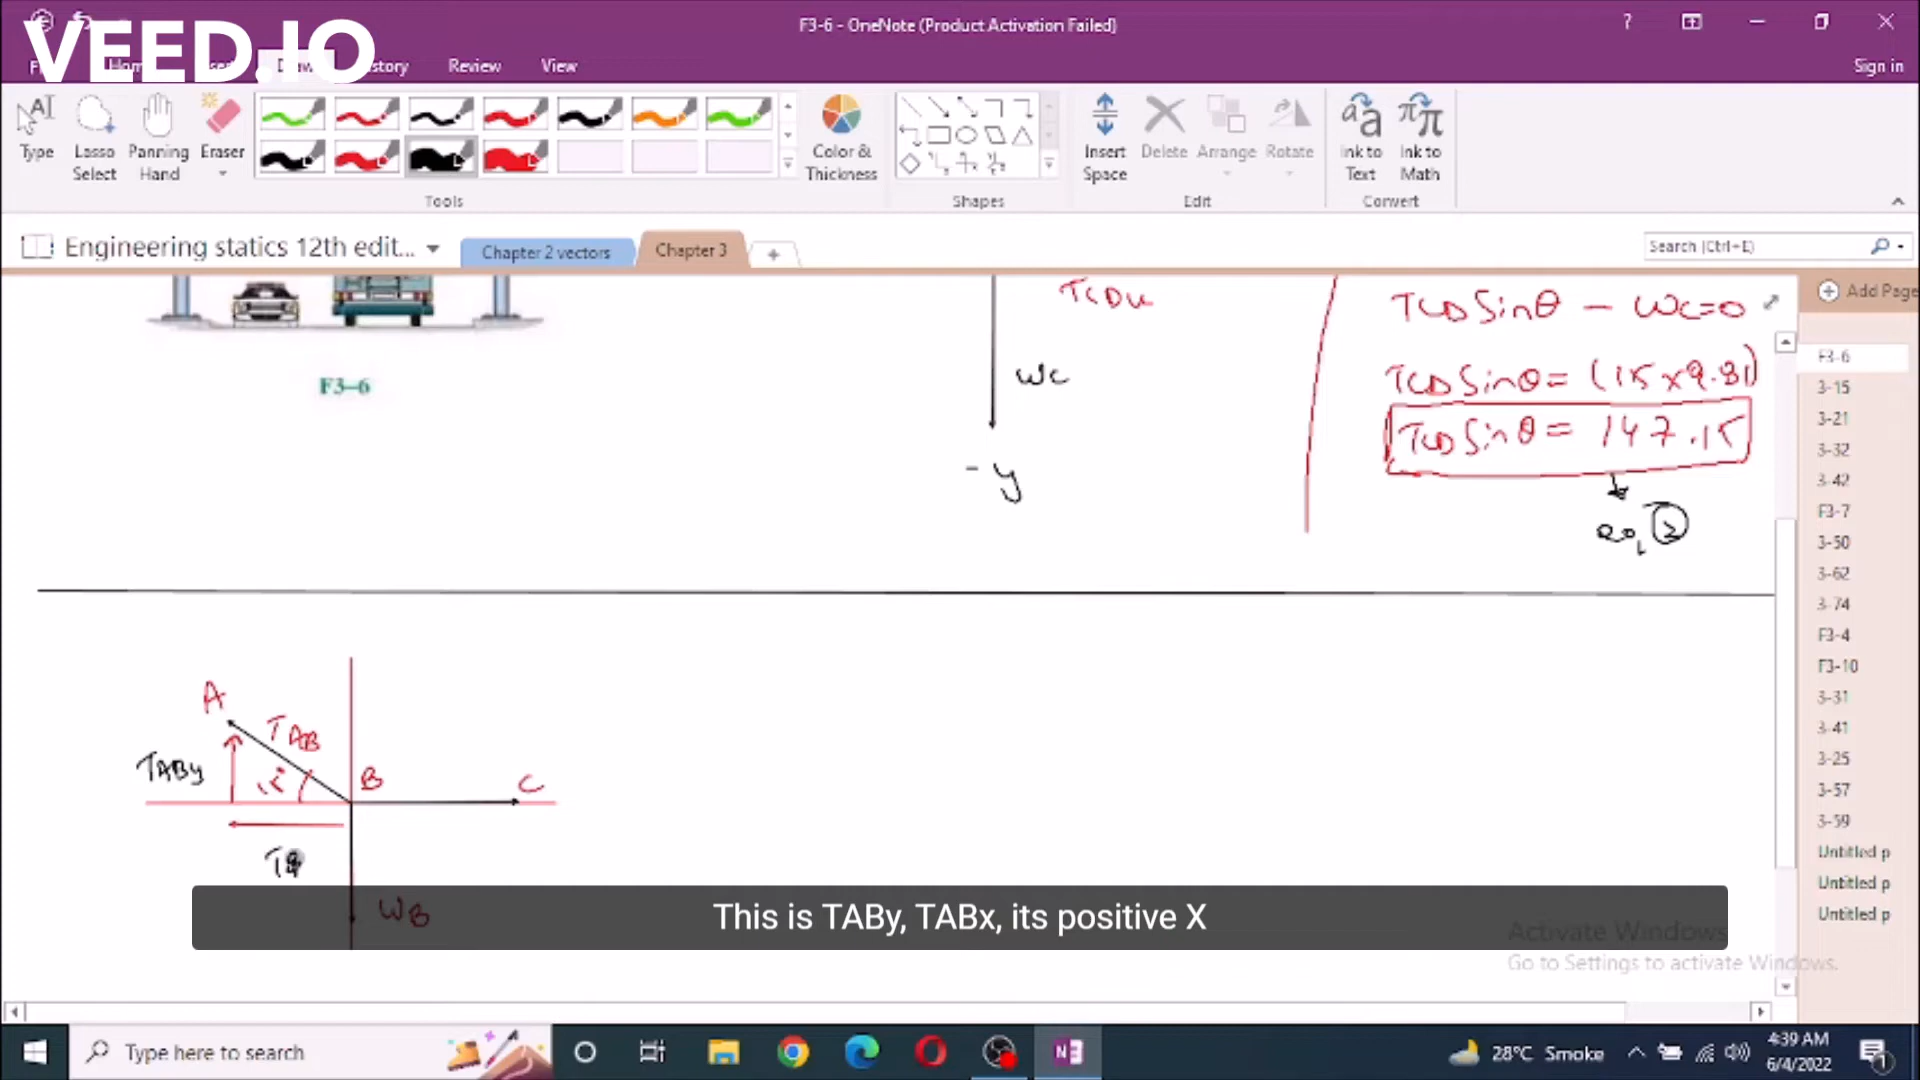 F3-6 - OneNote (Product Activation Failed)
VEED.IO
Review
View
Sign in
Type
Lasso Select
Panning Hand
Eraser
Color & Thickness
Insert Space
Delete
Arrange
Rotate
Ink to Text
Ink to Math
Tools
Shapes
Edit
Convert
Engineering statics 12th edit...
Chapter 2 vectors
Chapter 3
Search (Ctrl+E)
Add Page
F3-6
3-15
3-21
3-32
3-42
F3-7
3-50
3-62
3-74
F3-4
F3-10
3-31
3-41
3-25
3-57
3-59
Untitled p
Untitled p
Untitled p
F3–6
TCDx
WC
- y
TCD Sinθ - WC=0
TCD Sinθ = (15x9.81)
TCD Sinθ = 147.15
eq, 2
A
TAB
TABy
B
C
WB
This is TABy, TABx, its positive X
Activate Windows
Go to Settings to activate Windows.
Type here to search
28°C Smoke
4:39 AM
6/4/2022
1